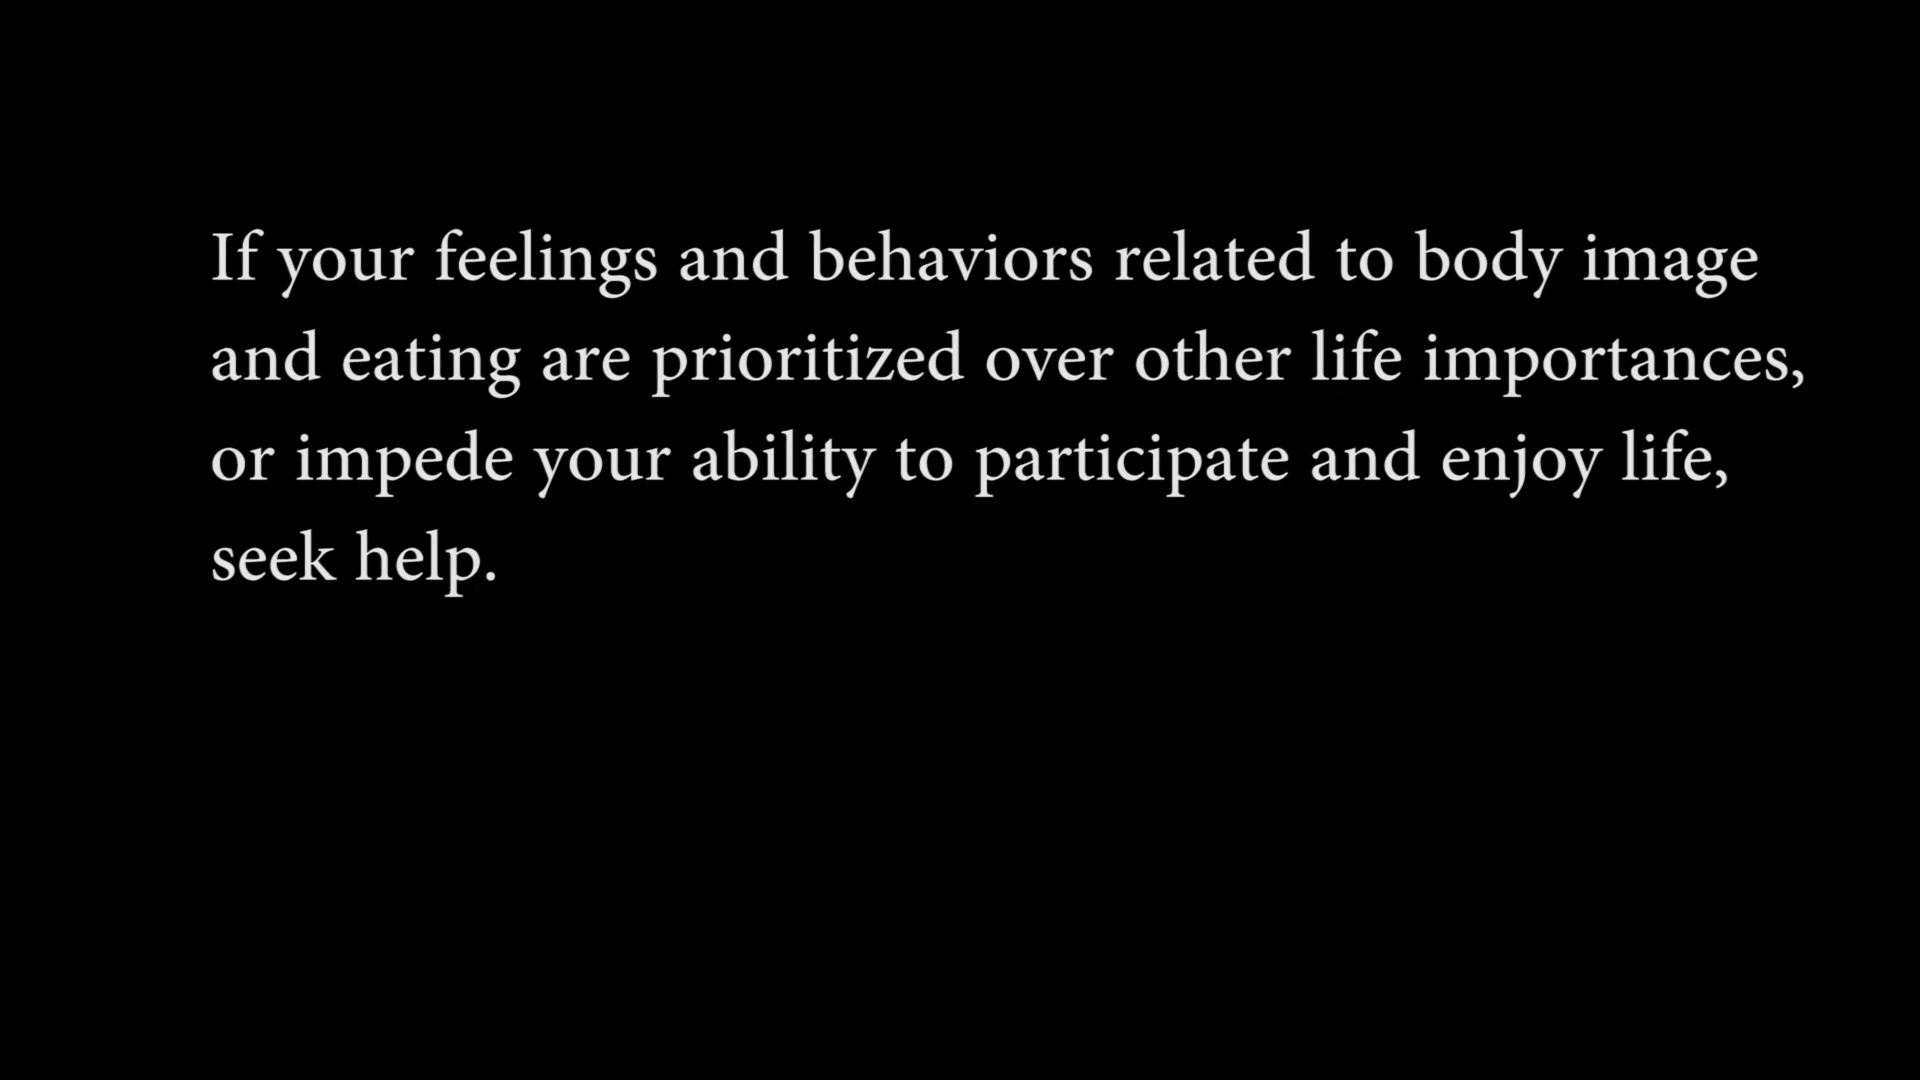 If your feelings and behaviors related to body image
and eating are prioritized over other life importances,
or impede your ability to participate and enjoy life,
seek help.